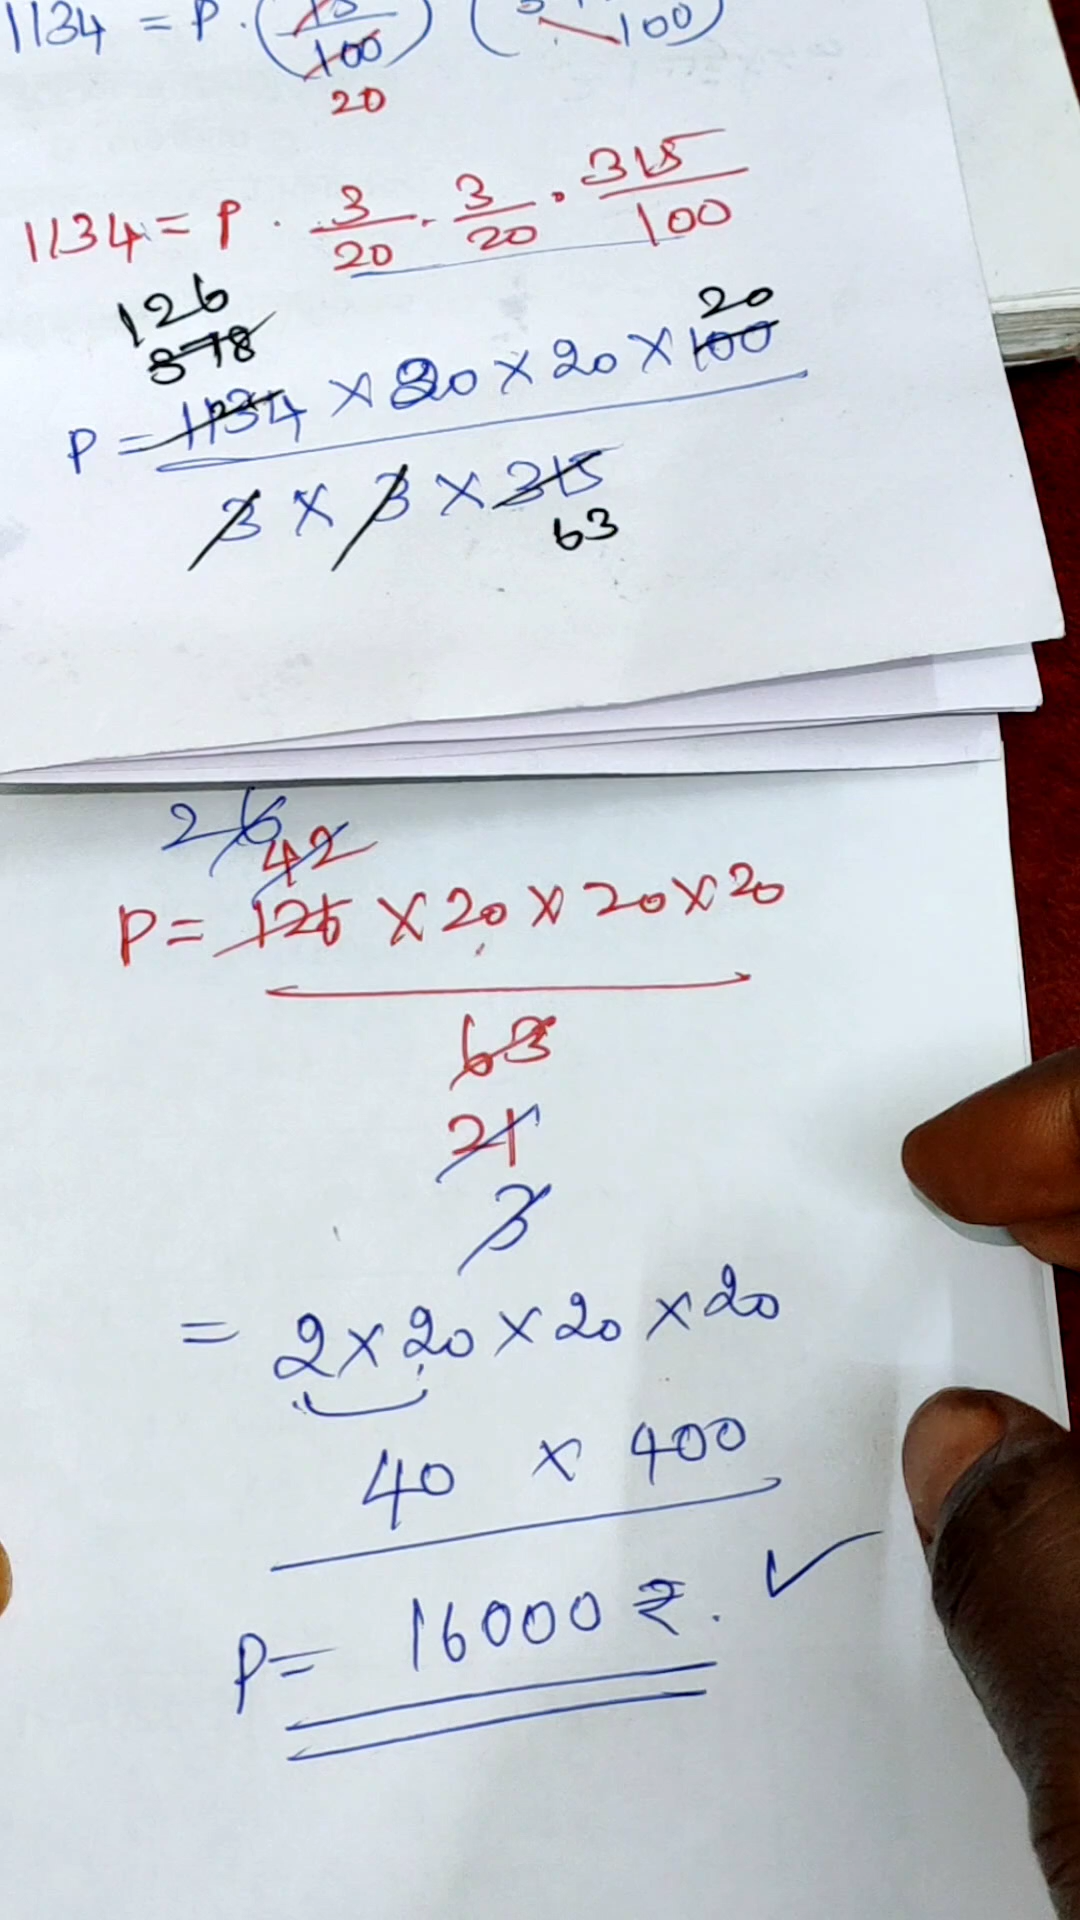 1134 = P. (15/100) ( 100)
20
1134 = P . 3/20 . 3/20 . 315/100
126
378 20
P = 1134 × 20 × 20 × 100
3 × 3 × 315
63
2 6
42
P = 126 × 20 × 20 × 20
63
21
3
= 2 × 20 × 20 × 20
40 × 400
P = 16000 ₹. ✓